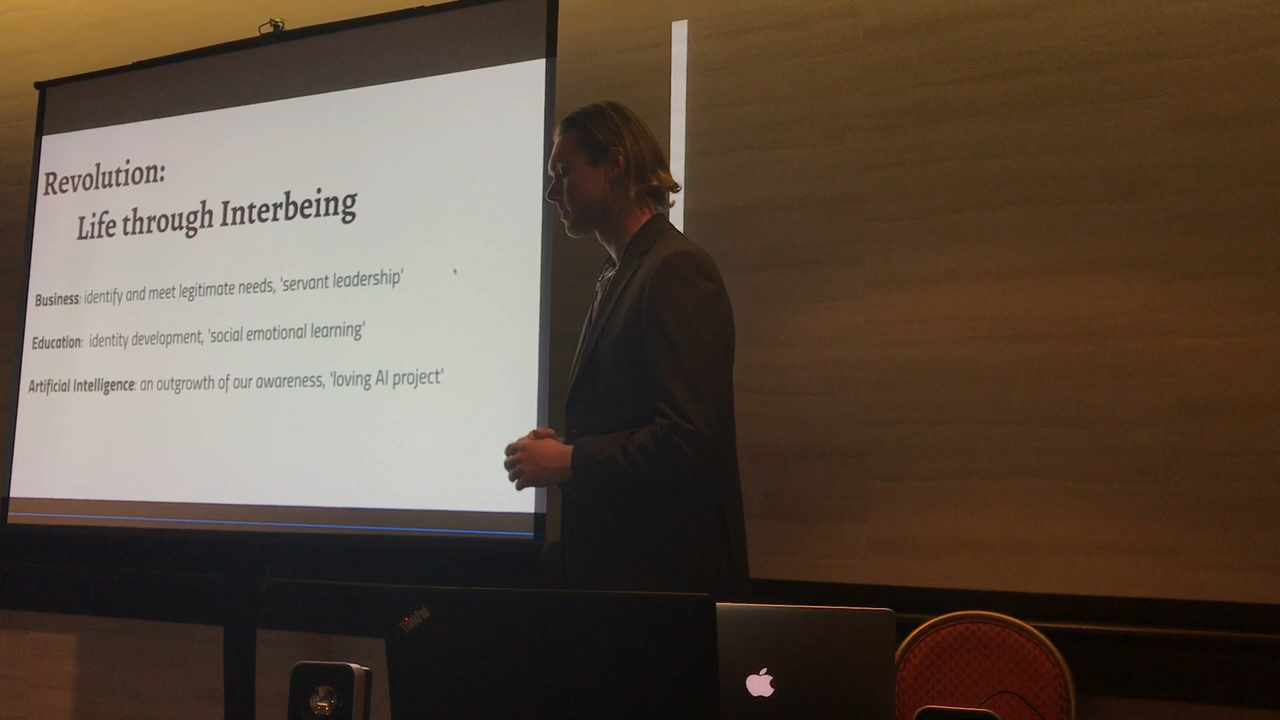 Revolution:
Life through Interbeing
Business: identify and meet legitimate needs, 'servant leadership'
Education: identity development, 'social emotional learning'
Artificial Intelligence: an outgrowth of our awareness, 'loving AI project'
ThinkPad